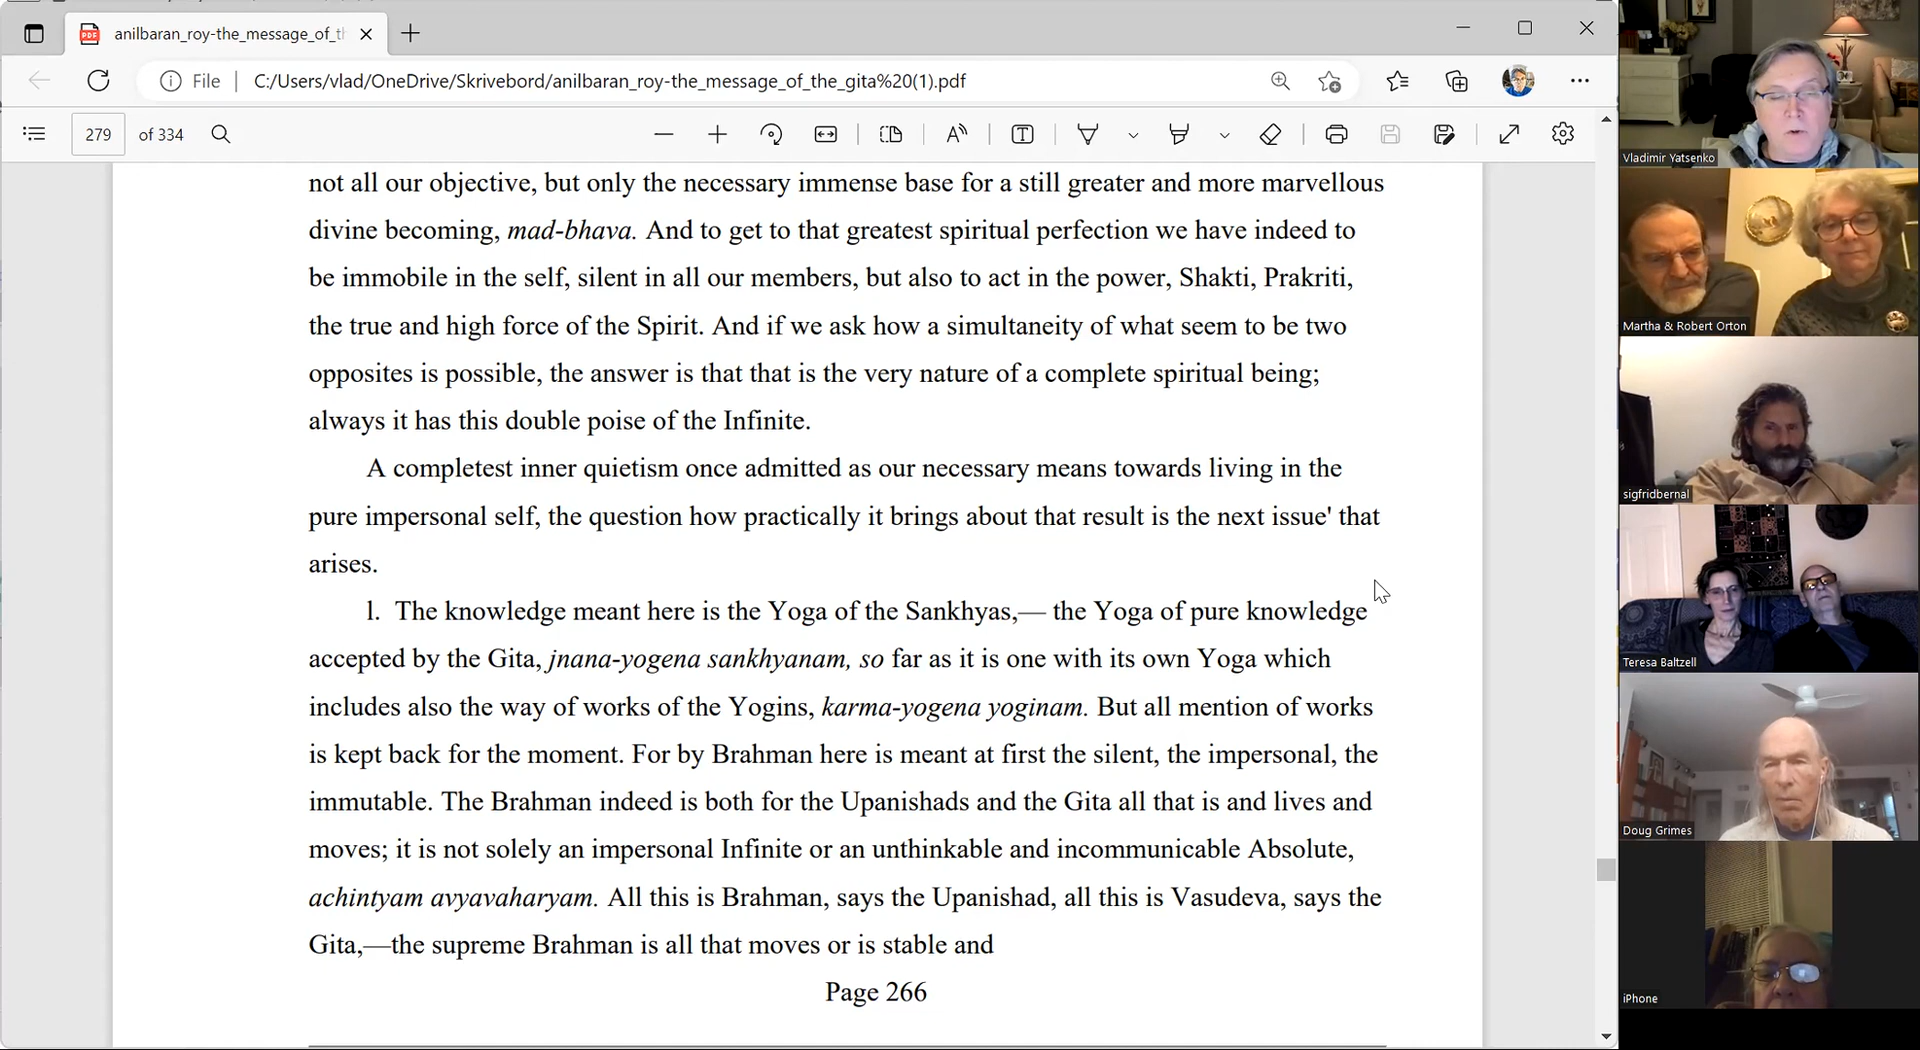 anilbaran_roy-the_message_of_th
File
C:/Users/vlad/OneDrive/Skrivebord/anilbaran_roy-the_message_of_the_gita%20(1).pdf
279 of 334
not all our objective, but only the necessary immense base for a still greater and more marvellous
divine becoming, mad-bhava. And to get to that greatest spiritual perfection we have indeed to
be immobile in the self, silent in all our members, but also to act in the power, Shakti, Prakriti,
the true and high force of the Spirit. And if we ask how a simultaneity of what seem to be two
opposites is possible, the answer is that that is the very nature of a complete spiritual being;
always it has this double poise of the Infinite.
A completest inner quietism once admitted as our necessary means towards living in the
pure impersonal self, the question how practically it brings about that result is the next issue' that
arises.
l. The knowledge meant here is the Yoga of the Sankhyas,— the Yoga of pure knowledge
accepted by the Gita, jnana-yogena sankhyanam, so far as it is one with its own Yoga which
includes also the way of works of the Yogins, karma-yogena yoginam. But all mention of works
is kept back for the moment. For by Brahman here is meant at first the silent, the impersonal, the
immutable. The Brahman indeed is both for the Upanishads and the Gita all that is and lives and
moves; it is not solely an impersonal Infinite or an unthinkable and incommunicable Absolute,
achintyam avyavaharyam. All this is Brahman, says the Upanishad, all this is Vasudeva, says the
Gita,—the supreme Brahman is all that moves or is stable and
Page 266
Vladimir Yatsenko
Martha & Robert Orton
sigfridbernal
Teresa Baltzell
Doug Grimes
iPhone